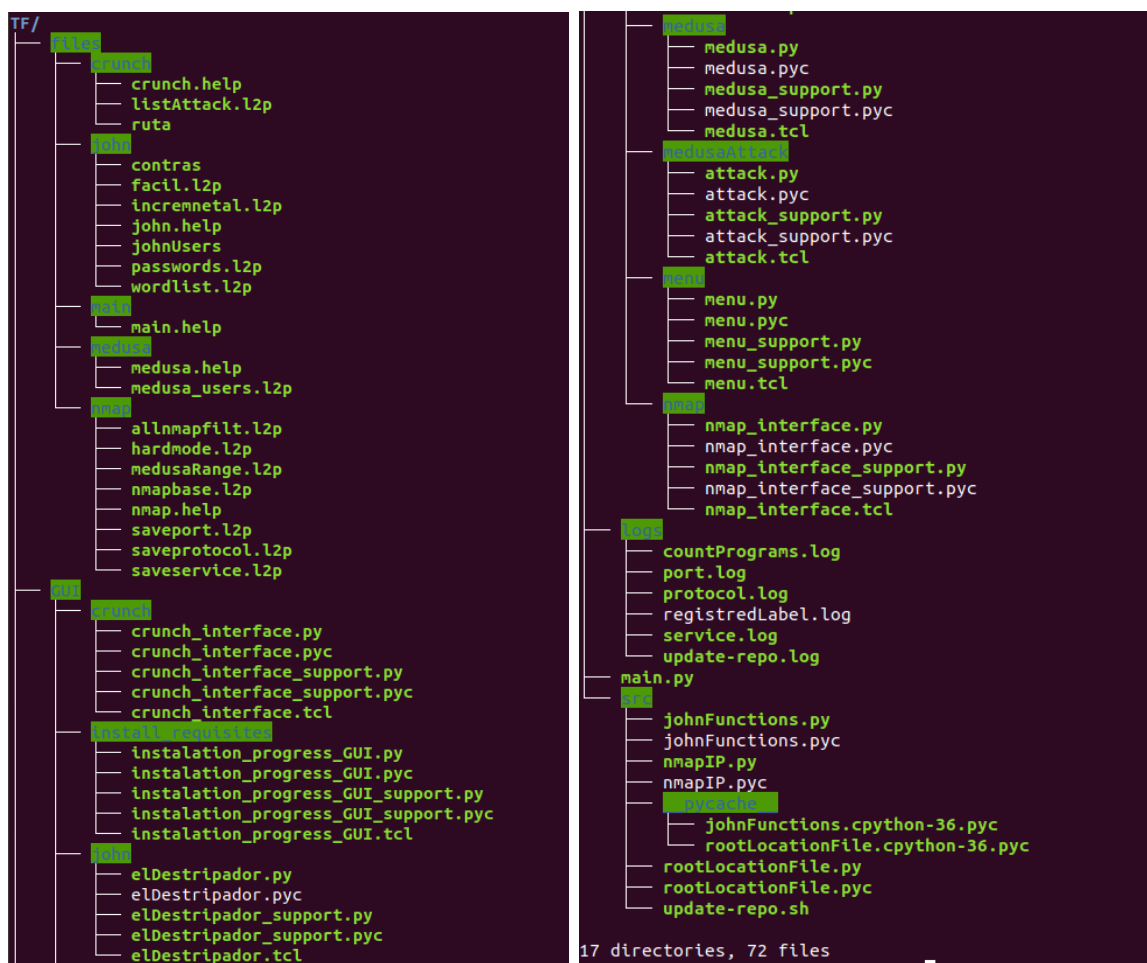 TF/
files
crunch
crunch.help
listAttack.l2p
ruta
john
contras
facil.l2p
incremnetal.l2p
john.help
johnUsers
passwords.l2p
wordlist.l2p
main
main.help
medusa
medusa.help
medusa_users.l2p
nmap
allnmapfilt.l2p
hardmode.l2p
medusaRange.l2p
nmapbase.l2p
nmap.help
saveport.l2p
saveprotocol.l2p
saveservice.l2p
GUI
crunch
crunch_interface.py
crunch_interface.pyc
crunch_interface_support.py
crunch_interface_support.pyc
crunch_interface.tcl
install_requisites
instalation_progress_GUI.py
instalation_progress_GUI.pyc
instalation_progress_GUI_support.py
instalation_progress_GUI_support.pyc
instalation_progress_GUI.tcl
john
elDestripador.py
elDestripador.pyc
elDestripador_support.py
elDestripador_support.pyc
elDestripador.tcl
medusa
medusa.py
medusa.pyc
medusa_support.py
medusa_support.pyc
medusa.tcl
medusaAttack
attack.py
attack.pyc
attack_support.py
attack_support.pyc
attack.tcl
menu
menu.py
menu.pyc
menu_support.py
menu_support.pyc
menu.tcl
nmap
nmap_interface.py
nmap_interface.pyc
nmap_interface_support.py
nmap_interface_support.pyc
nmap_interface.tcl
logs
countPrograms.log
port.log
protocol.log
registredLabel.log
service.log
update-repo.log
main.py
src
johnFunctions.py
johnFunctions.pyc
nmapIP.py
nmapIP.pyc
__pycache__
johnFunctions.cpython-36.pyc
rootLocationFile.cpython-36.pyc
rootLocationFile.py
rootLocationFile.pyc
update-repo.sh
17 directories, 72 files